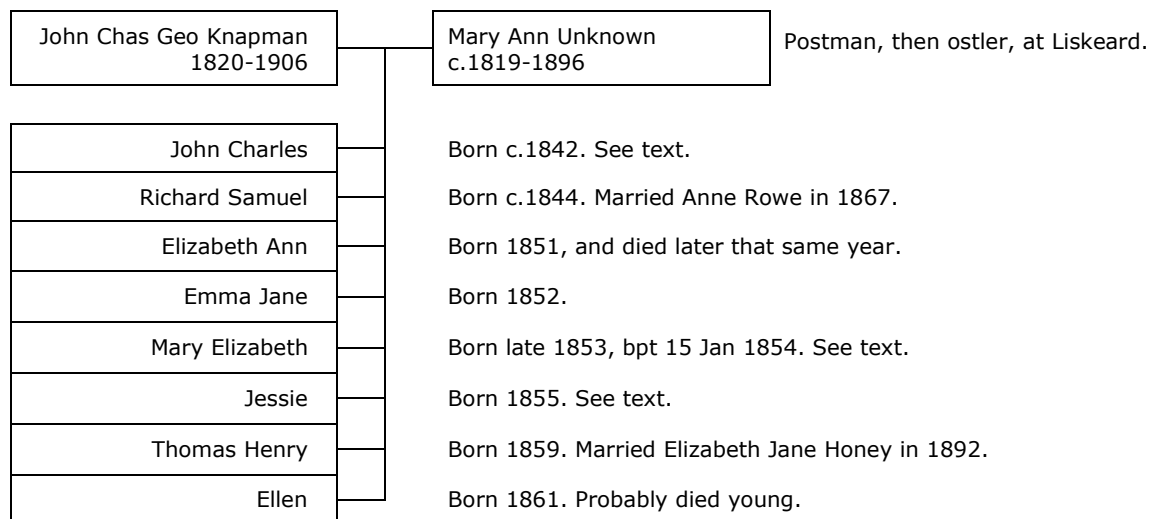 John Chas Geo Knapman
1820-1906
Mary Ann Unknown
c.1819-1896
Postman, then ostler, at Liskeard.
John Charles
Born c.1842. See text.
Richard Samuel
Born c.1844. Married Anne Rowe in 1867.
Elizabeth Ann
Born 1851, and died later that same year.
Emma Jane
Born 1852.
Mary Elizabeth
Born late 1853, bpt 15 Jan 1854. See text.
Jessie
Born 1855. See text.
Thomas Henry
Born 1859. Married Elizabeth Jane Honey in 1892.
Ellen
Born 1861. Probably died young.